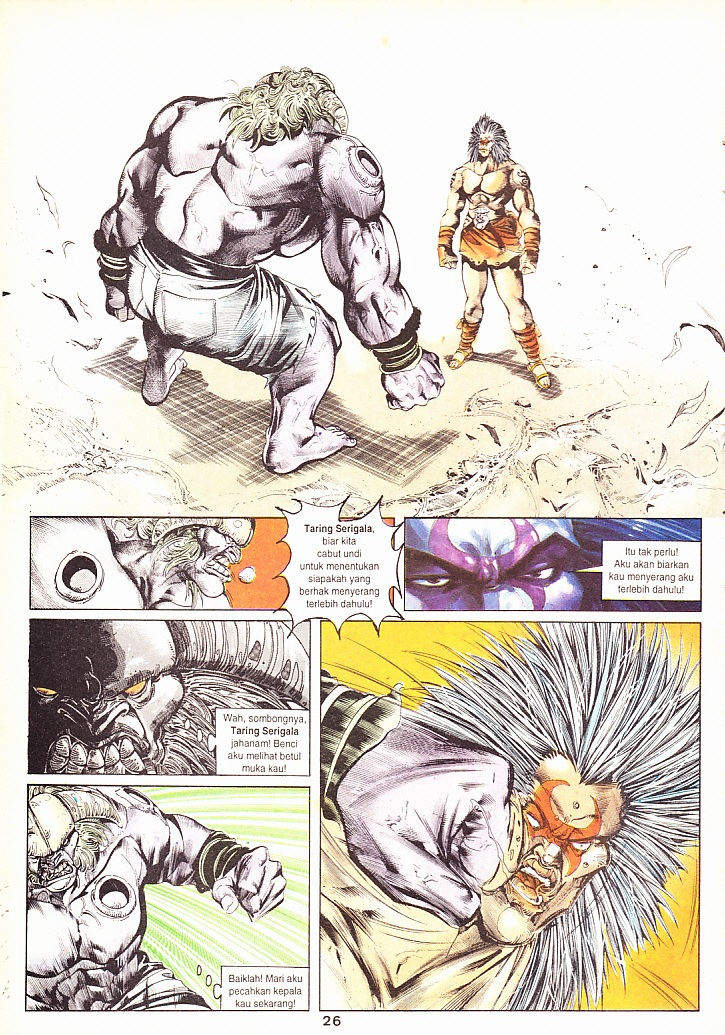 Taring Serigala,
biar kita
cabut undi
untuk menentukan
siapakah yang
berhak menyerang
terlebih dahulu!
Itu tak perlu!
Aku akan biarkan
kau menyerang aku
terlebih dahulu!
Wah, sombongnya,
Taring Serigala
jahanam! Benci
aku melihat betul
muka kau!
Baiklah! Mari aku
pecahkan kepala
kau sekarang!
26